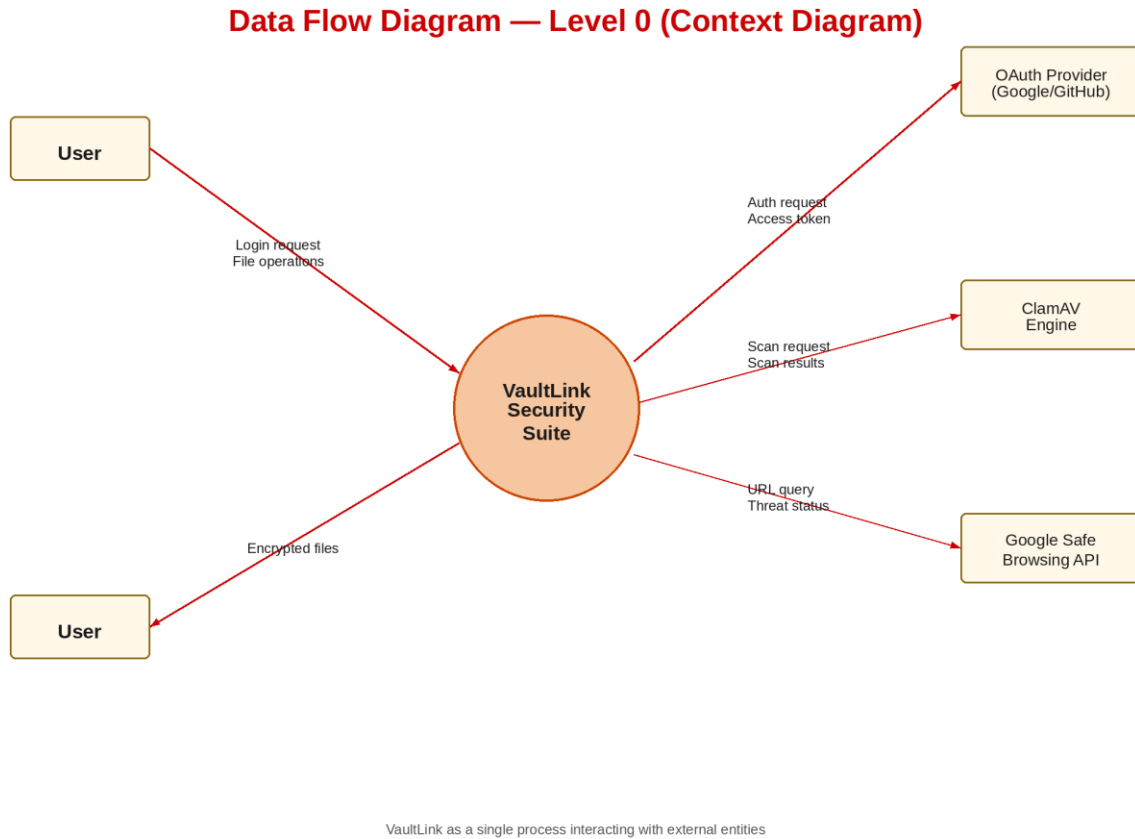 Data Flow Diagram — Level 0 (Context Diagram)
OAuth Provider
(Google/GitHub)
User
Auth request
Access token
Login request
File operations
ClamAV
Engine
Scan request
Scan results
VaultLink
Security
Suite
URL query
Threat status
Google Safe
Browsing API
Encrypted files
User
VaultLink as a single process interacting with external entities